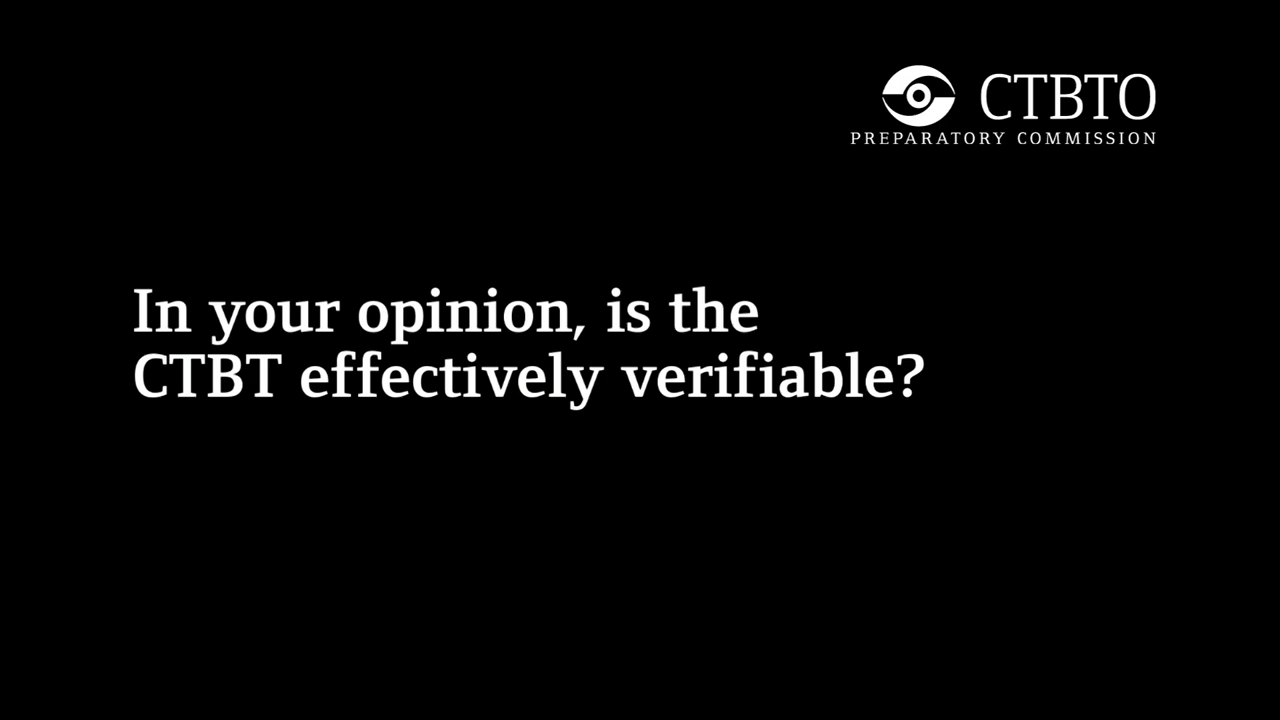 CTBTO
PREPARATORY COMMISSION
In your opinion, is the
CTBT effectively verifiable?